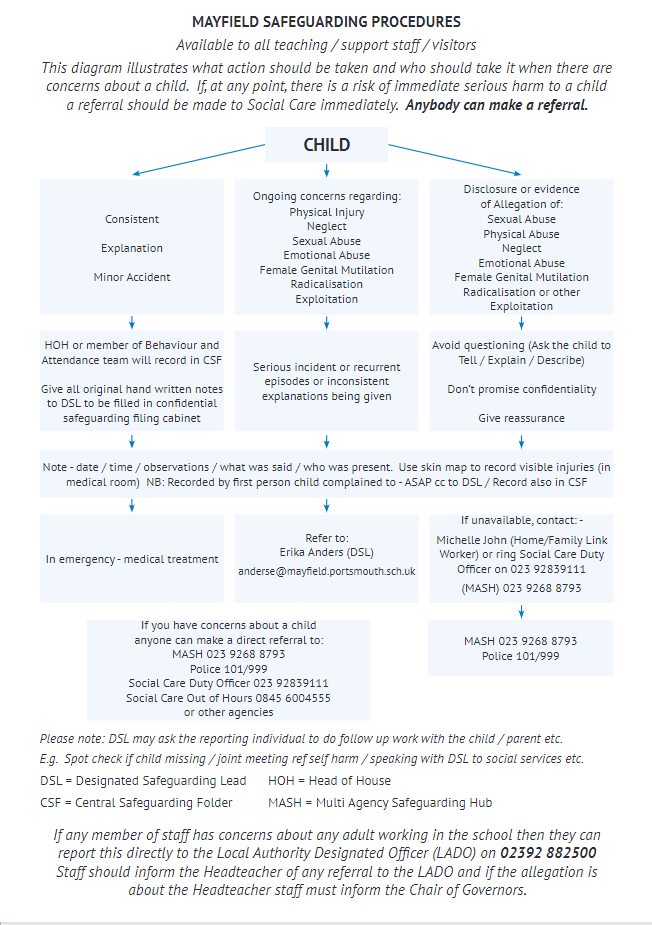 MAYFIELD SAFEGUARDING PROCEDURES
Available to all teaching / support staff / visitors
This diagram illustrates what action should be taken and who should take it when there are
concerns about a child.  If, at any point, there is a risk of immediate serious harm to a child
a referral should be made to Social Care immediately.  Anybody can make a referral.
CHILD
Consistent
Explanation
Minor Accident
Ongoing concerns regarding:
Physical Injury
Neglect
Sexual Abuse
Emotional Abuse
Female Genital Mutilation
Radicalisation
Exploitation
Disclosure or evidence
of Allegation of:
Sexual Abuse
Physical Abuse
Neglect
Emotional Abuse
Female Genital Mutilation
Radicalisation or other
Exploitation
HOH or member of Behaviour and
Attendance team will record in CSF
Give all original hand written notes
to DSL to be filled in confidential
safeguarding filing cabinet
Serious incident or recurrent
episodes or inconsistent
explanations being given
Avoid questioning (Ask the child to
Tell / Explain / Describe)
Don't promise confidentiality
Give reassurance
Note - date / time / observations / what was said / who was present.  Use skin map to record visible injuries (in
medical room)  NB: Recorded by first person child complained to - ASAP cc to DSL / Record also in CSF
In emergency - medical treatment
Refer to:
Erika Anders (DSL)
anderse@mayfield.portsmouth.sch.uk
If unavailable, contact: -
Michelle John (Home/Family Link
Worker) or ring Social Care Duty
Officer on 023 92839111
(MASH) 023 9268 8793
If you have concerns about a child
anyone can make a direct referral to:
MASH 023 9268 8793
Police 101/999
Social Care Duty Officer 023 92839111
Social Care Out of Hours 0845 6004555
or other agencies
MASH 023 9268 8793
Police 101/999
Please note: DSL may ask the reporting individual to do follow up work with the child / parent etc.
E.g.  Spot check if child missing / joint meeting ref self harm / speaking with DSL to social services etc.
DSL = Designated Safeguarding Lead    HOH = Head of House
CSF = Central Safeguarding Folder    MASH = Multi Agency Safeguarding Hub
If any member of staff has concerns about any adult working in the school then they can
report this directly to the Local Authority Designated Officer (LADO) on 02392 882500
Staff should inform the Headteacher of any referral to the LADO and if the allegation is
about the Headteacher staff must inform the Chair of Governors.